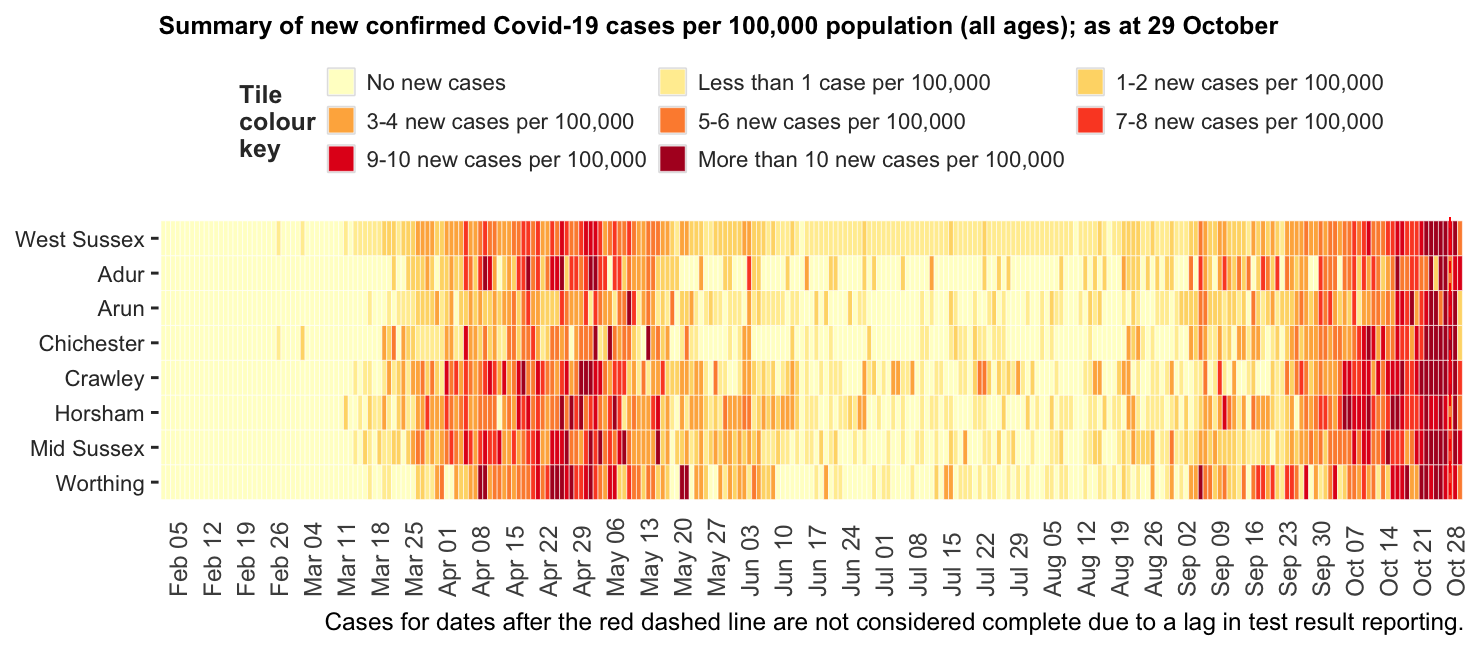 Summary of new confirmed Covid-19 cases per 100,000 population (all ages); as at 29 October
Tile
colour
key
No new cases
Less than 1 case per 100,000
1-2 new cases per 100,000
3-4 new cases per 100,000
5-6 new cases per 100,000
7-8 new cases per 100,000
9-10 new cases per 100,000
More than 10 new cases per 100,000
West Sussex
Adur
Arun
Chichester
Crawley
Horsham
Mid Sussex
Worthing
Feb 05
Feb 12
Feb 19
Feb 26
Mar 04
Mar 11
Mar 18
Mar 25
Apr 01
Apr 08
Apr 15
Apr 22
Apr 29
May 06
May 13
May 20
May 27
Jun 03
Jun 10
Jun 17
Jun 24
Jul 01
Jul 08
Jul 15
Jul 22
Jul 29
Aug 05
Aug 12
Aug 19
Aug 26
Sep 02
Sep 09
Sep 16
Sep 23
Sep 30
Oct 07
Oct 14
Oct 21
Oct 28
Cases for dates after the red dashed line are not considered complete due to a lag in test result reporting.